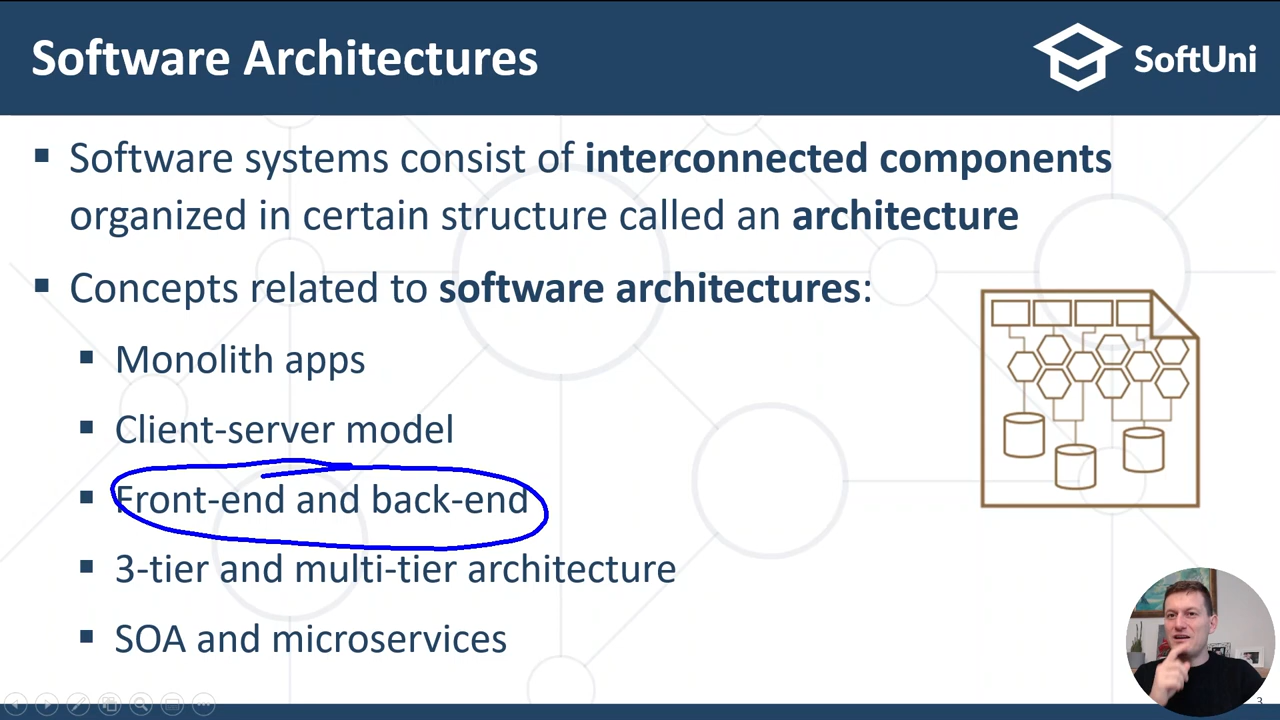 Software Architectures
SoftUni
Software systems consist of interconnected components
organized in certain structure called an architecture
Concepts related to software architectures:
Monolith apps
Client-server model
Front-end and back-end
3-tier and multi-tier architecture
SOA and microservices
3